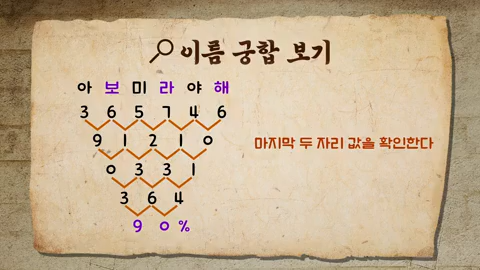 이름 궁합 보기
아 보 미 라 야 해
3 6 5 7 4 6
9 1 2 1 0
마지막 두 자리 값을 확인한다
0 3 3 1
3 6 4
9 0 %